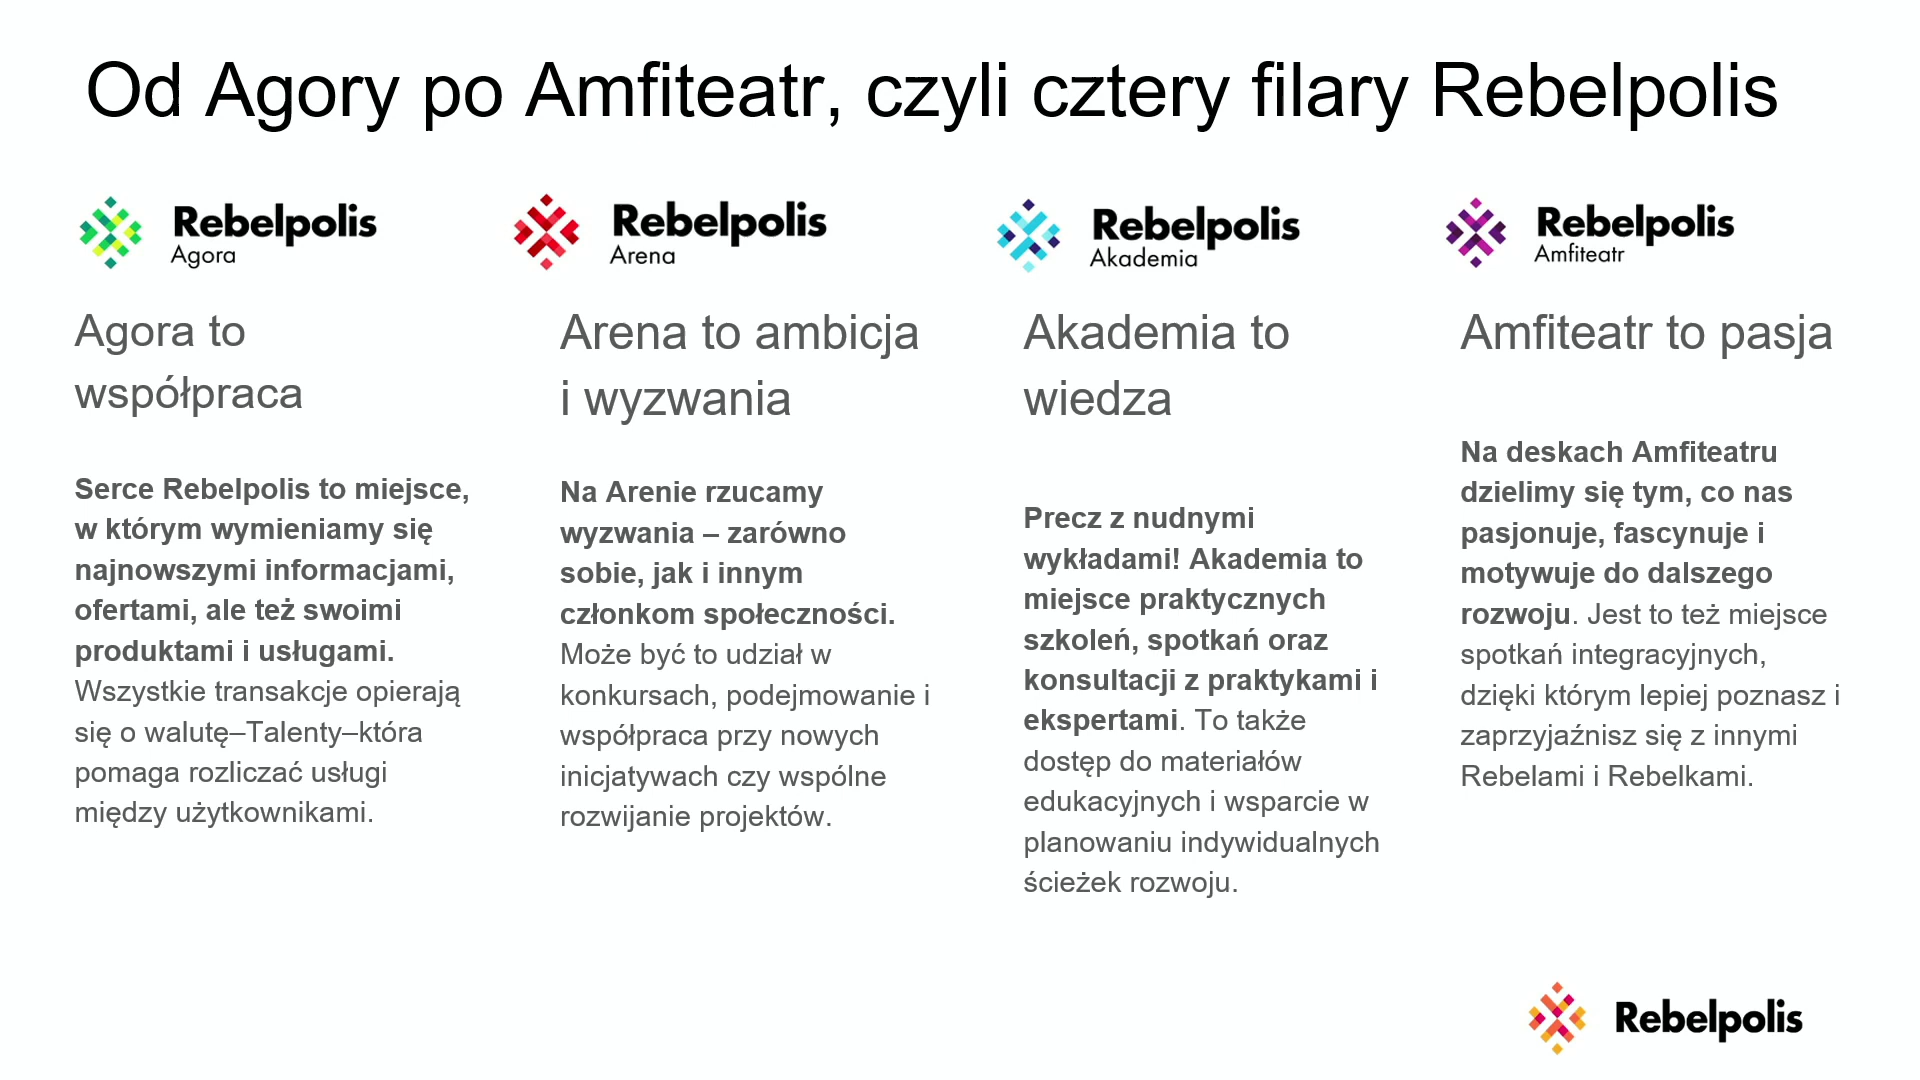 Od Agory po Amfiteatr, czyli cztery filary Rebelpolis
Rebelpolis
Agora
Agora to
współpraca
Serce Rebelpolis to miejsce,
w którym wymieniamy się
najnowszymi informacjami,
ofertami, ale też swoimi
produktami i usługami.
Wszystkie transakcje opierają
się o walutę–Talenty–która
pomaga rozliczać usługi
między użytkownikami.
Rebelpolis
Arena
Arena to ambicja
i wyzwania
Na Arenie rzucamy
wyzwania – zarówno
sobie, jak i innym
członkom społeczności.
Może być to udział w
konkursach, podejmowanie i
współpraca przy nowych
inicjatywach czy wspólne
rozwijanie projektów.
Rebelpolis
Akademia
Akademia to
wiedza
Precz z nudnymi
wykładami! Akademia to
miejsce praktycznych
szkoleń, spotkań oraz
konsultacji z praktykami i
ekspertami. To także
dostęp do materiałów
edukacyjnych i wsparcie w
planowaniu indywidualnych
ścieżek rozwoju.
Rebelpolis
Amfiteatr
Amfiteatr to pasja
Na deskach Amfiteatru
dzielimy się tym, co nas
pasjonuje, fascynuje i
motywuje do dalszego
rozwoju. Jest to też miejsce
spotkań integracyjnych,
dzięki którym lepiej poznasz i
zaprzyjaźnisz się z innymi
Rebelami i Rebelkami.
Rebelpolis